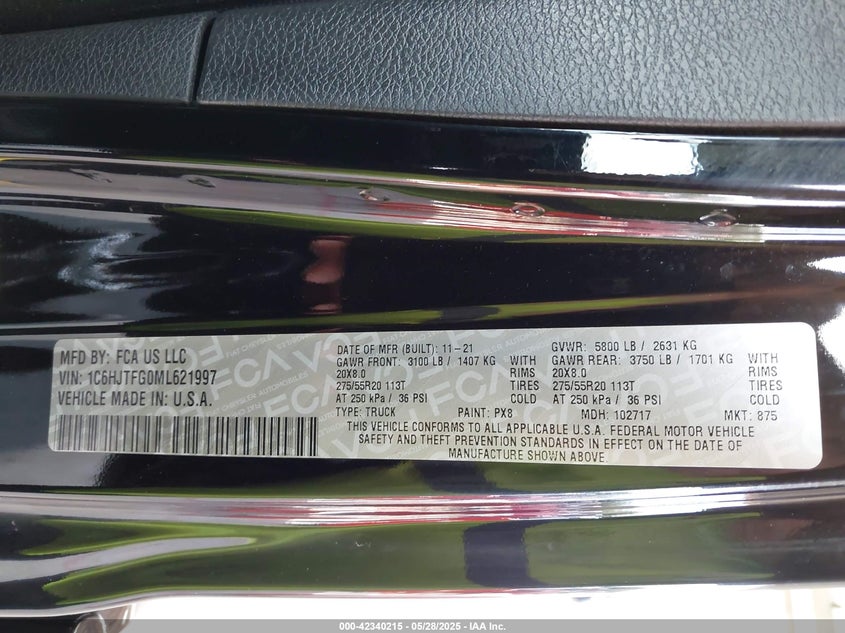 MFD BY: FCA US LLC
VIN: 1C6HJTFG0ML621997
VEHICLE MADE IN: U.S.A.
DATE OF MFR (BUILT): 11-21 GVWR: 5800 LB / 2631 KG
GAWR FRONT: 3100 LB / 1407 KG WITH GAWR REAR: 3750 LB / 1701 KG WITH
20X8.0 RIMS 20X8.0 RIMS
275/55R20 113T TIRES 275/55R20 113T TIRES
AT 250 kPa / 36 PSI COLD AT 250 kPa / 36 PSI COLD
TYPE: TRUCK PAINT: PX8 MDH: 102717 MKT: 875
THIS VEHICLE CONFORMS TO ALL APPLICABLE U.S.A. FEDERAL MOTOR VEHICLE
SAFETY AND THEFT PREVENTION STANDARDS IN EFFECT ON THE DATE OF
MANUFACTURE SHOWN ABOVE.
000-42340215 - 05/28/2025 - IAA Inc.